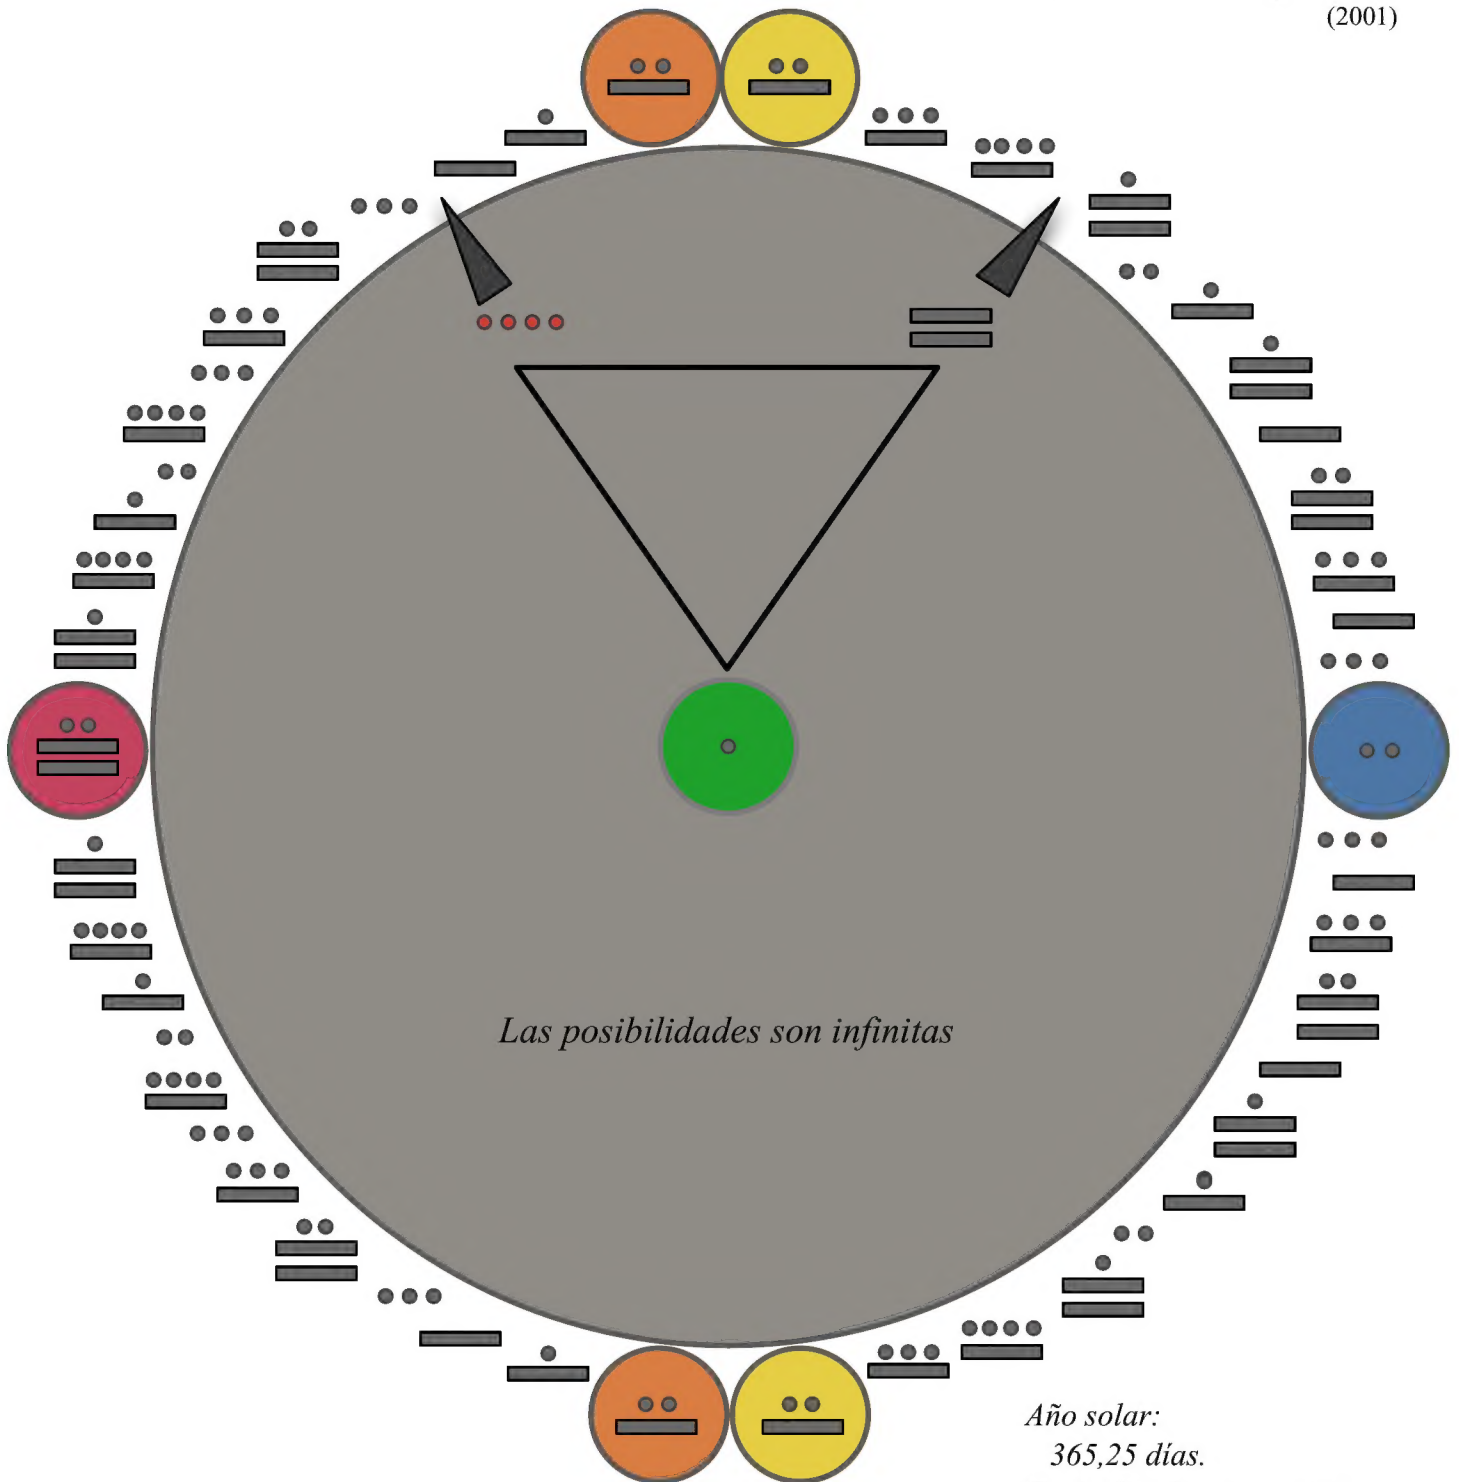 (2001)
Las posibilidades son infinitas
Año solar:
365,25 días.